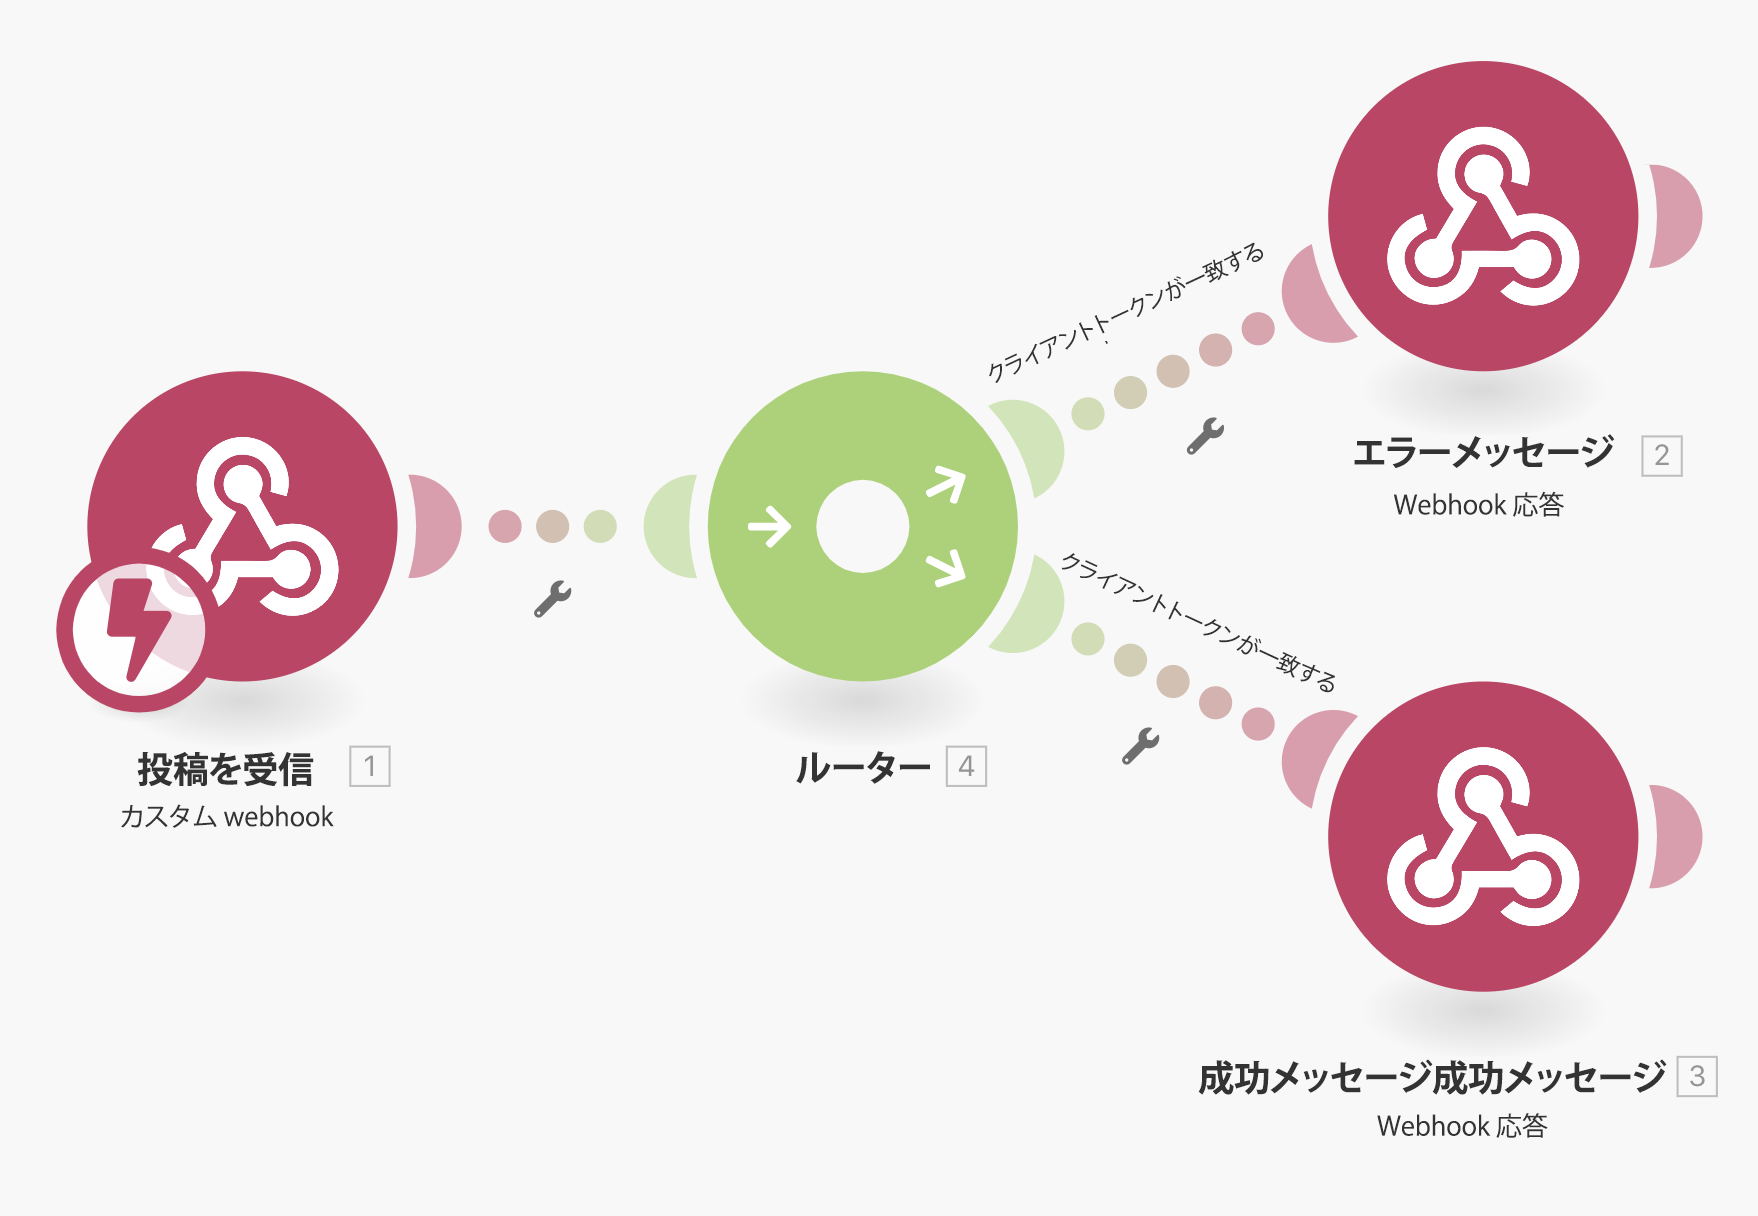 クライアントトークンが一致する
エラーメッセージ 2
Webhook 応答
クライアントトークンが一致する
投稿を受信 1
カスタム webhook
ルーター 4
成功メッセージ成功メッセージ 3
Webhook 応答